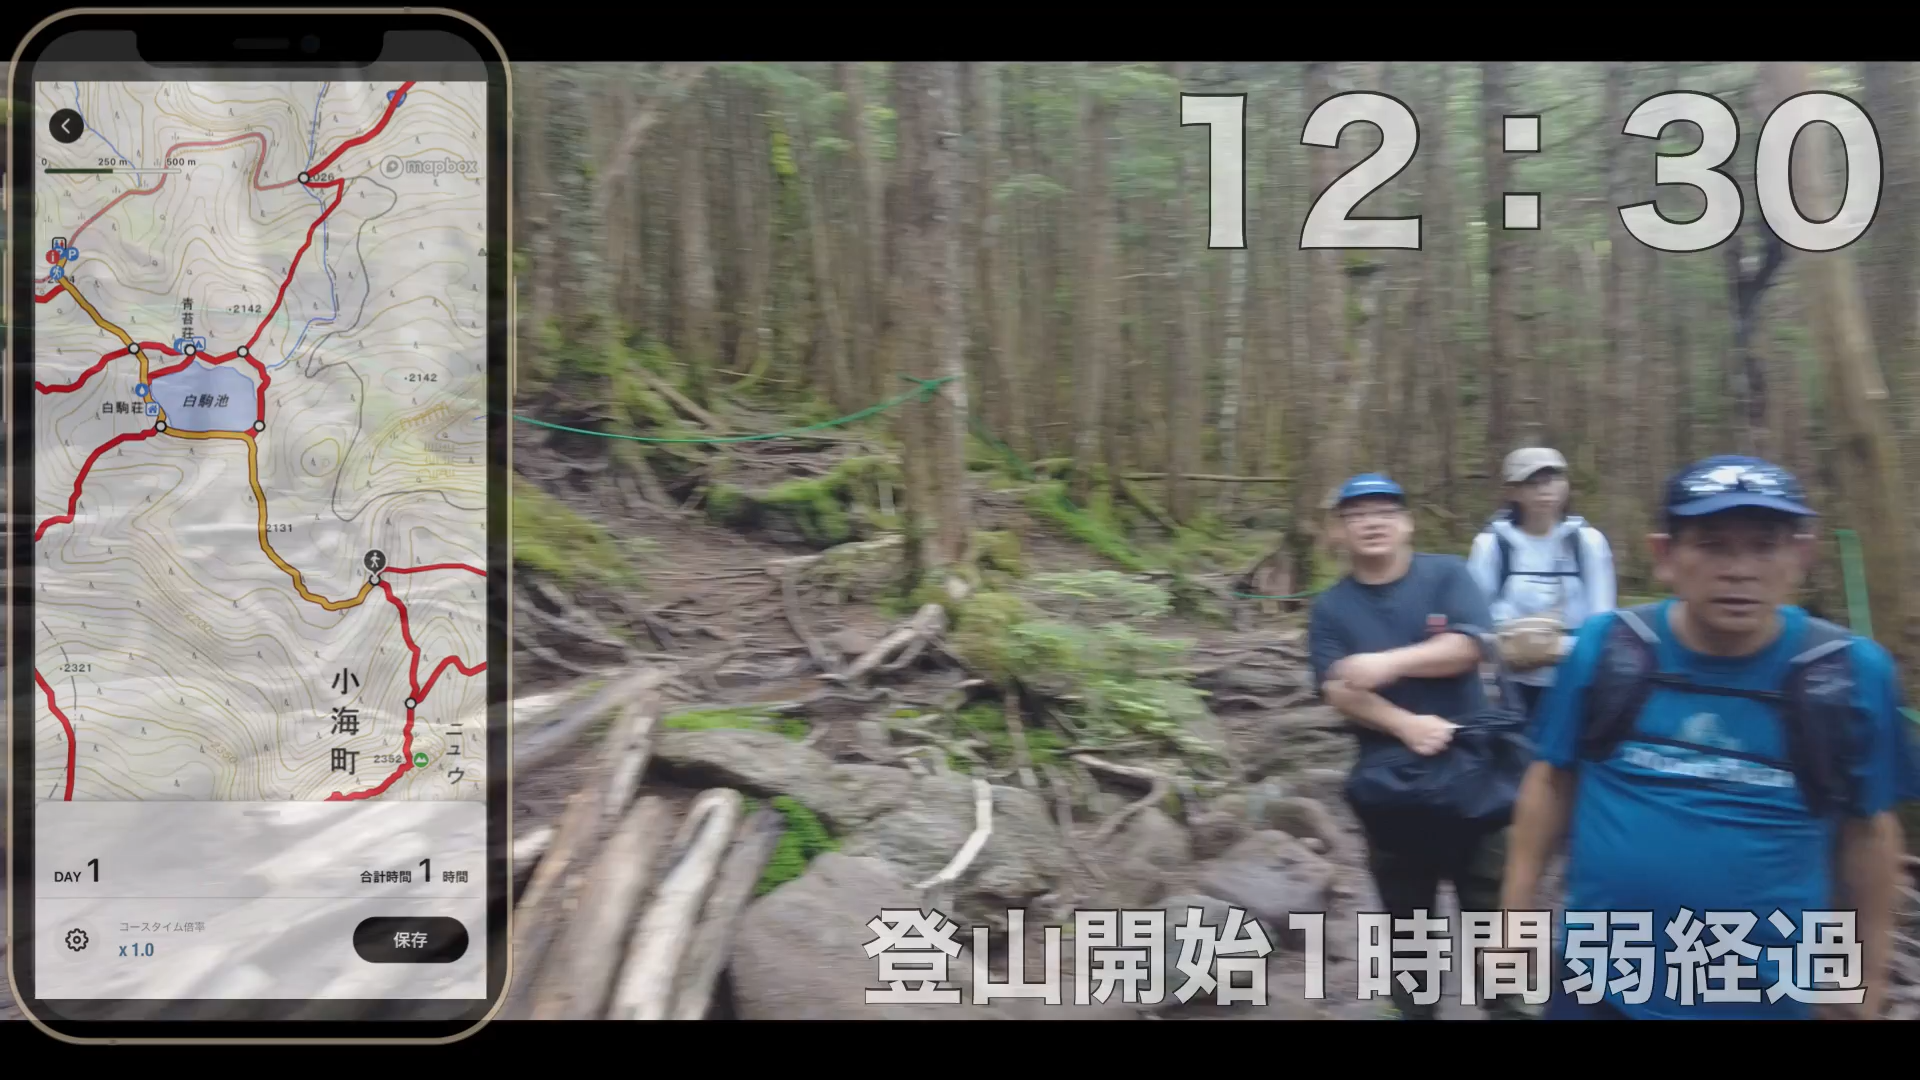 12:30
0 250 m 500 m
mapbox
2026
青苔荘
2142
2142
白駒荘
白駒池
2131
2200
2321
小海町
ニュウ
2352
2350
DAY 1
合計時間 1 時間
コースタイム倍率
x 1.0
保存
登山開始1時間弱経過